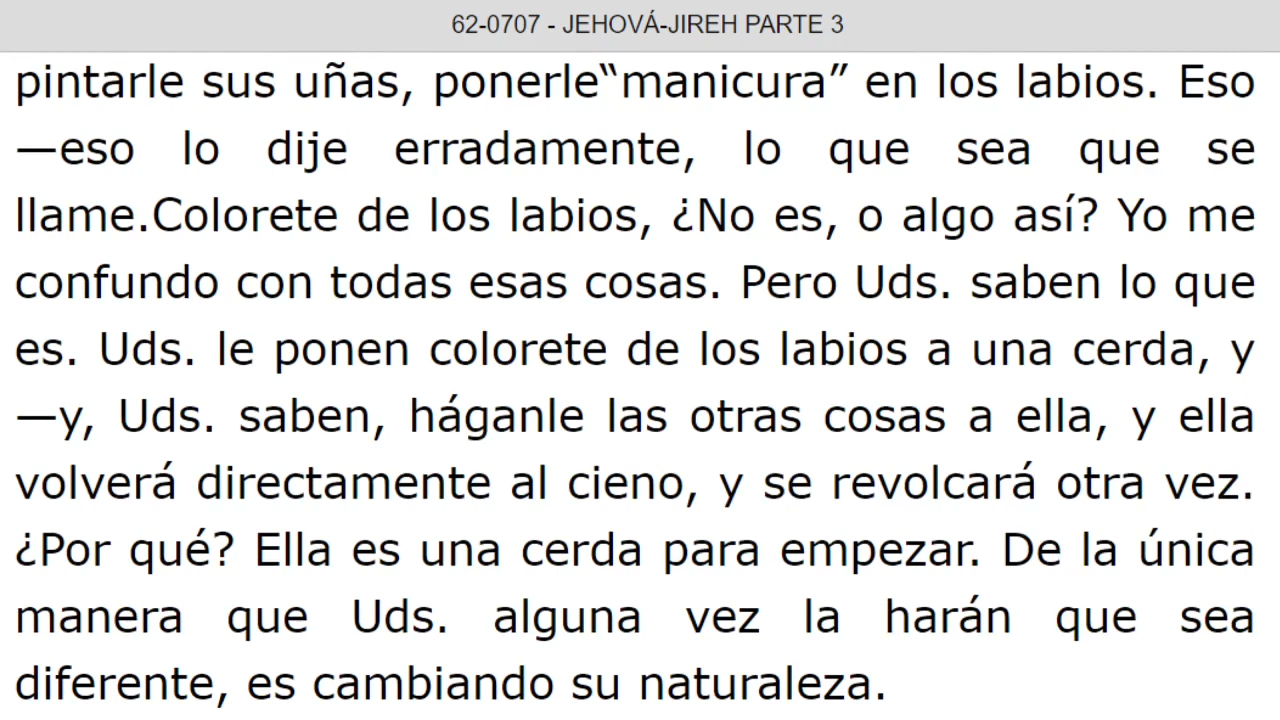 62-0707 - JEHOVÁ-JIREH PARTE 3
pintarle sus uñas, ponerle“manicura” en los labios. Eso
—eso lo dije erradamente, lo que sea que se
llame.Colorete de los labios, ¿No es, o algo así? Yo me
confundo con todas esas cosas. Pero Uds. saben lo que
es. Uds. le ponen colorete de los labios a una cerda, y
—y, Uds. saben, háganle las otras cosas a ella, y ella
volverá directamente al cieno, y se revolcará otra vez.
¿Por qué? Ella es una cerda para empezar. De la única
manera que Uds. alguna vez la harán que sea
diferente, es cambiando su naturaleza.